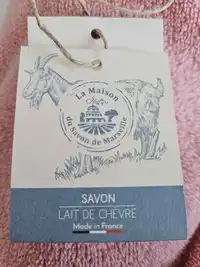 La Maison
du Savon de Marseille
SAVON
LAIT DE CHÈVRE
Made in France